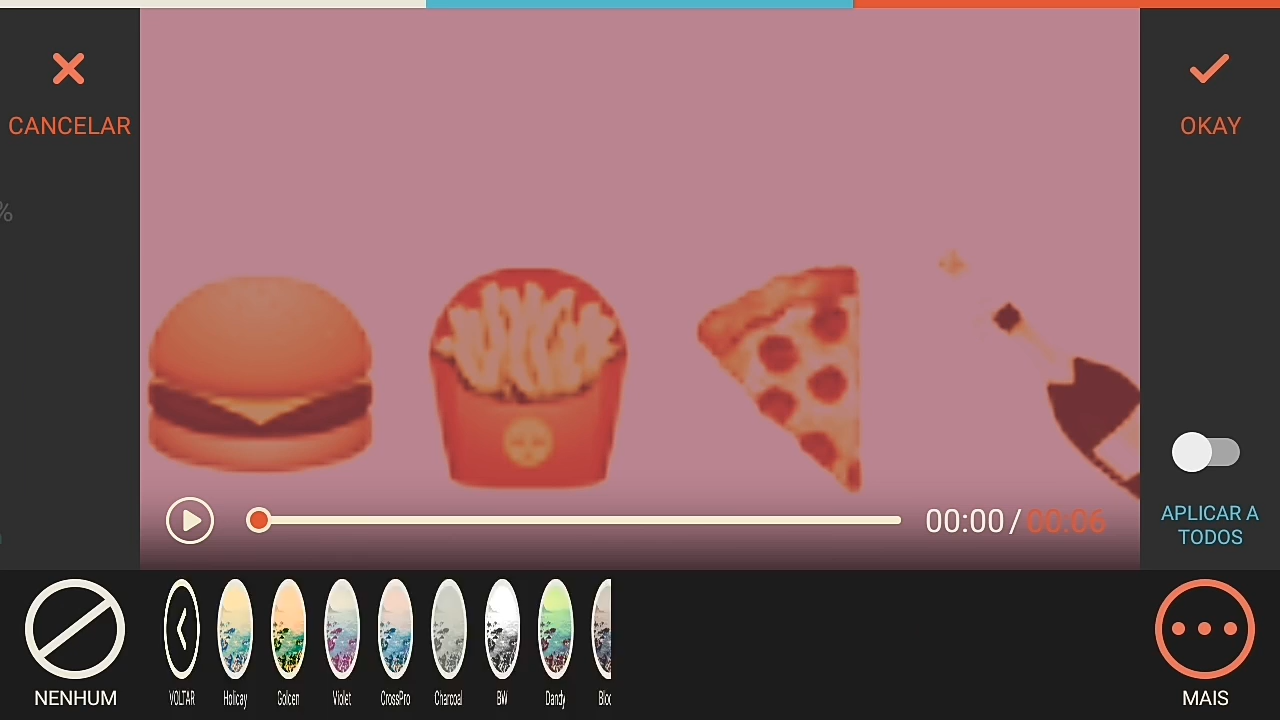 CANCELAR
OKAY
%
00:00 / 00:06
APLICAR A
TODOS
NENHUM
VOLTAR
Holiday
Golden
Violet
CrossPro
Charcoal
BW
Dandy
MAIS